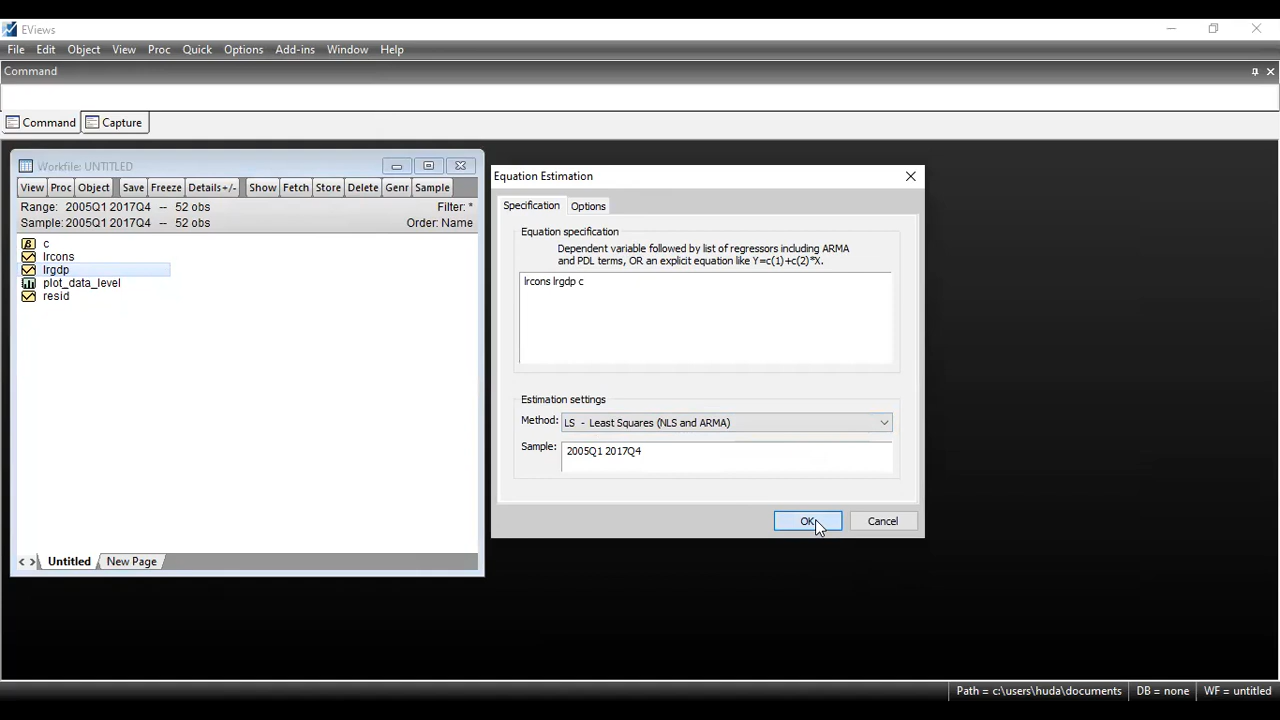 EViews
File Edit Object View Proc Quick Options Add-ins Window Help
Command
Command Capture
Workfile: UNTITLED
View Proc Object Save Freeze Details+/- Show Fetch Store Delete Genr Sample
Range: 2005Q1 2017Q4 -- 52 obs Filter: *
Sample: 2005Q1 2017Q4 -- 52 obs Order: Name
c
lrcons
lrgdp
plot_data_level
resid
Untitled New Page
Equation Estimation
Specification Options
Equation specification
Dependent variable followed by list of regressors including ARMA
and PDL terms, OR an explicit equation like Y=c(1)+c(2)*X.
lrcons lrgdp c
Estimation settings
Method: LS - Least Squares (NLS and ARMA)
Sample: 2005Q1 2017Q4
OK Cancel
Path = c:\users\huda\documents DB = none WF = untitled